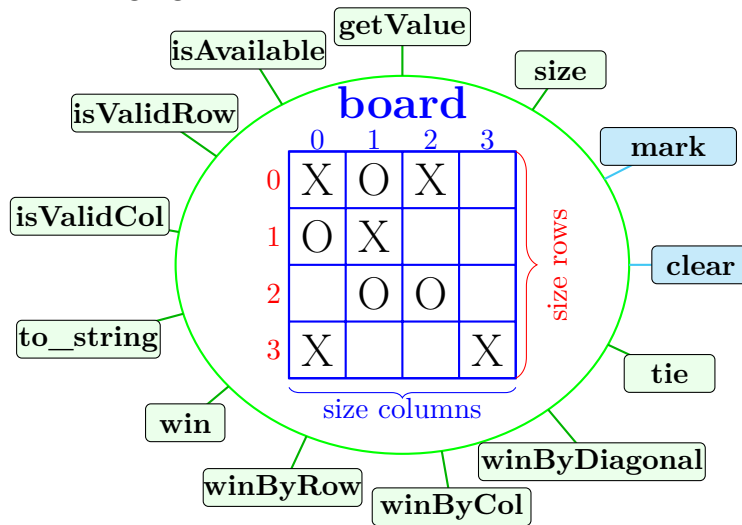 getValue
isAvailable
size
isValidRow
board
mark
0 1 2 3
0 X O X
isValidCol
1 O X
size rows
clear
2 O O
to_string
3 X X
tie
size columns
win
winByDiagonal
winByRow
winByCol